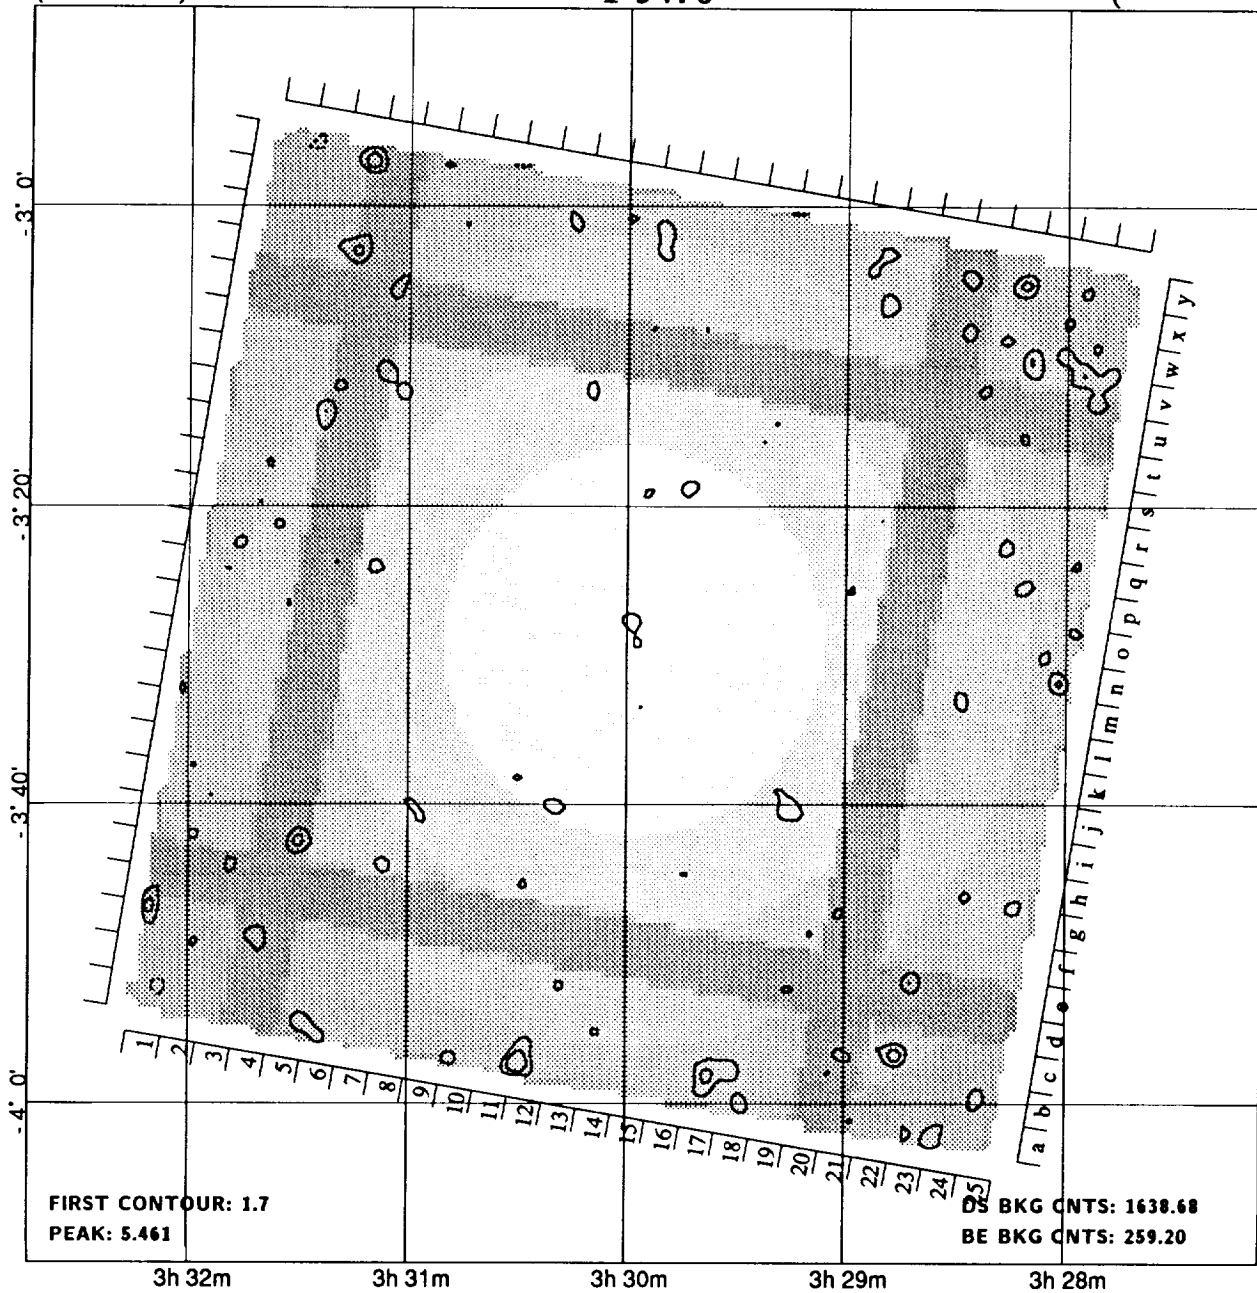 -3° 0'
-3° 20'
-3° 40'
-4° 0'
y
x
w
v
u
t
s
r
q
p
o
n
m
l
k
j
i
h
g
f
e
d
c
b
a
1 2 3 4 5 6 7 8 9 10 11 12 13 14 15 16 17 18 19 20 21 22 23 24 25
FIRST CONTOUR: 1.7
PEAK: 5.461
DS BKG CNTS: 1638.68
BE BKG CNTS: 259.20
3h 32m 3h 31m 3h 30m 3h 29m 3h 28m